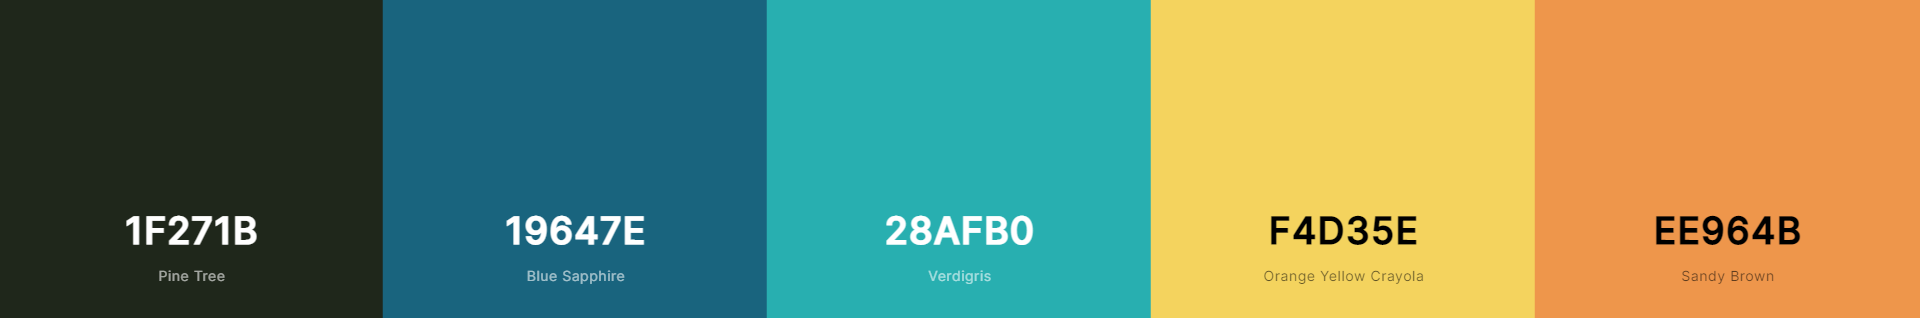 1F271B
Pine Tree
19647E
Blue Sapphire
28AFB0
Verdigris
F4D35E
Orange Yellow Crayola
EE964B
Sandy Brown